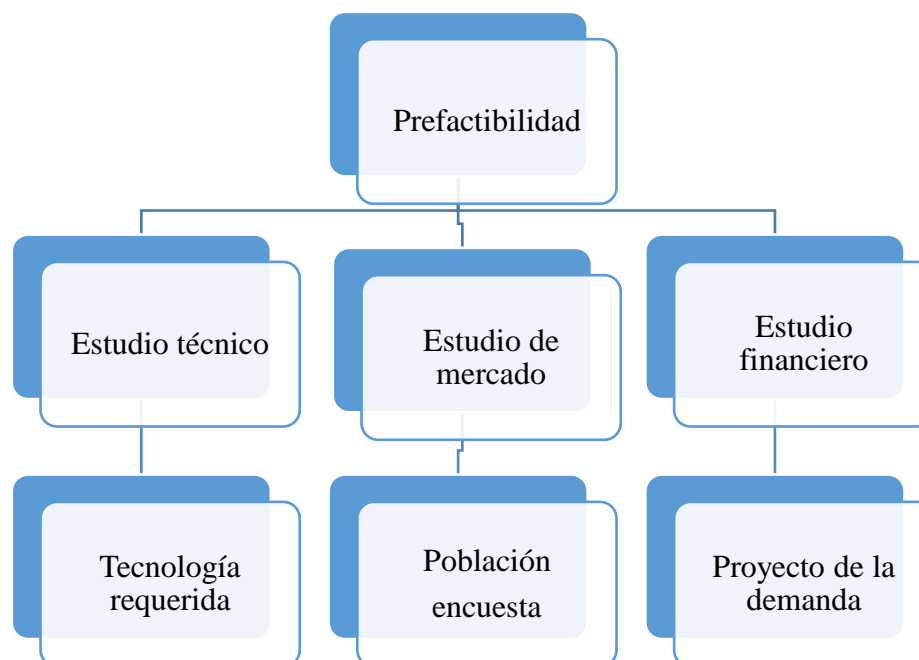 Prefactibilidad
Estudio técnico
Estudio de
mercado
Estudio
financiero
Tecnología
requerida
Población
encuesta
Proyecto de la
demanda